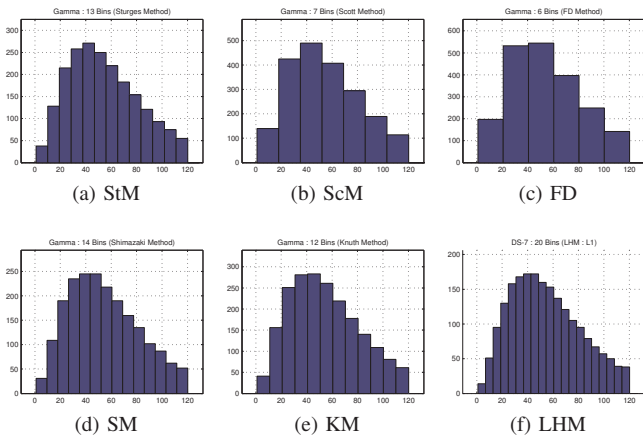 Gamma : 13 Bins (Sturges Method)
300
250
200
150
100
50
0
0 20 40 60 80 100 120
(a) StM
Gamma : 7 Bins (Scott Method)
500
400
300
200
100
0
0 20 40 60 80 100 120
(b) ScM
Gamma : 6 Bins (FD Method)
600
500
400
300
200
100
0
0 20 40 60 80 100 120
(c) FD
Gamma : 14 Bins (Shimazaki Method)
250
200
150
100
50
0
0 20 40 60 80 100 120
(d) SM
Gamma : 12 Bins (Knuth Method)
300
250
200
150
100
50
0
0 20 40 60 80 100 120
(e) KM
DS-7 : 20 Bins (LHM : L1)
200
150
100
50
0
0 20 40 60 80 100 120
(f) LHM